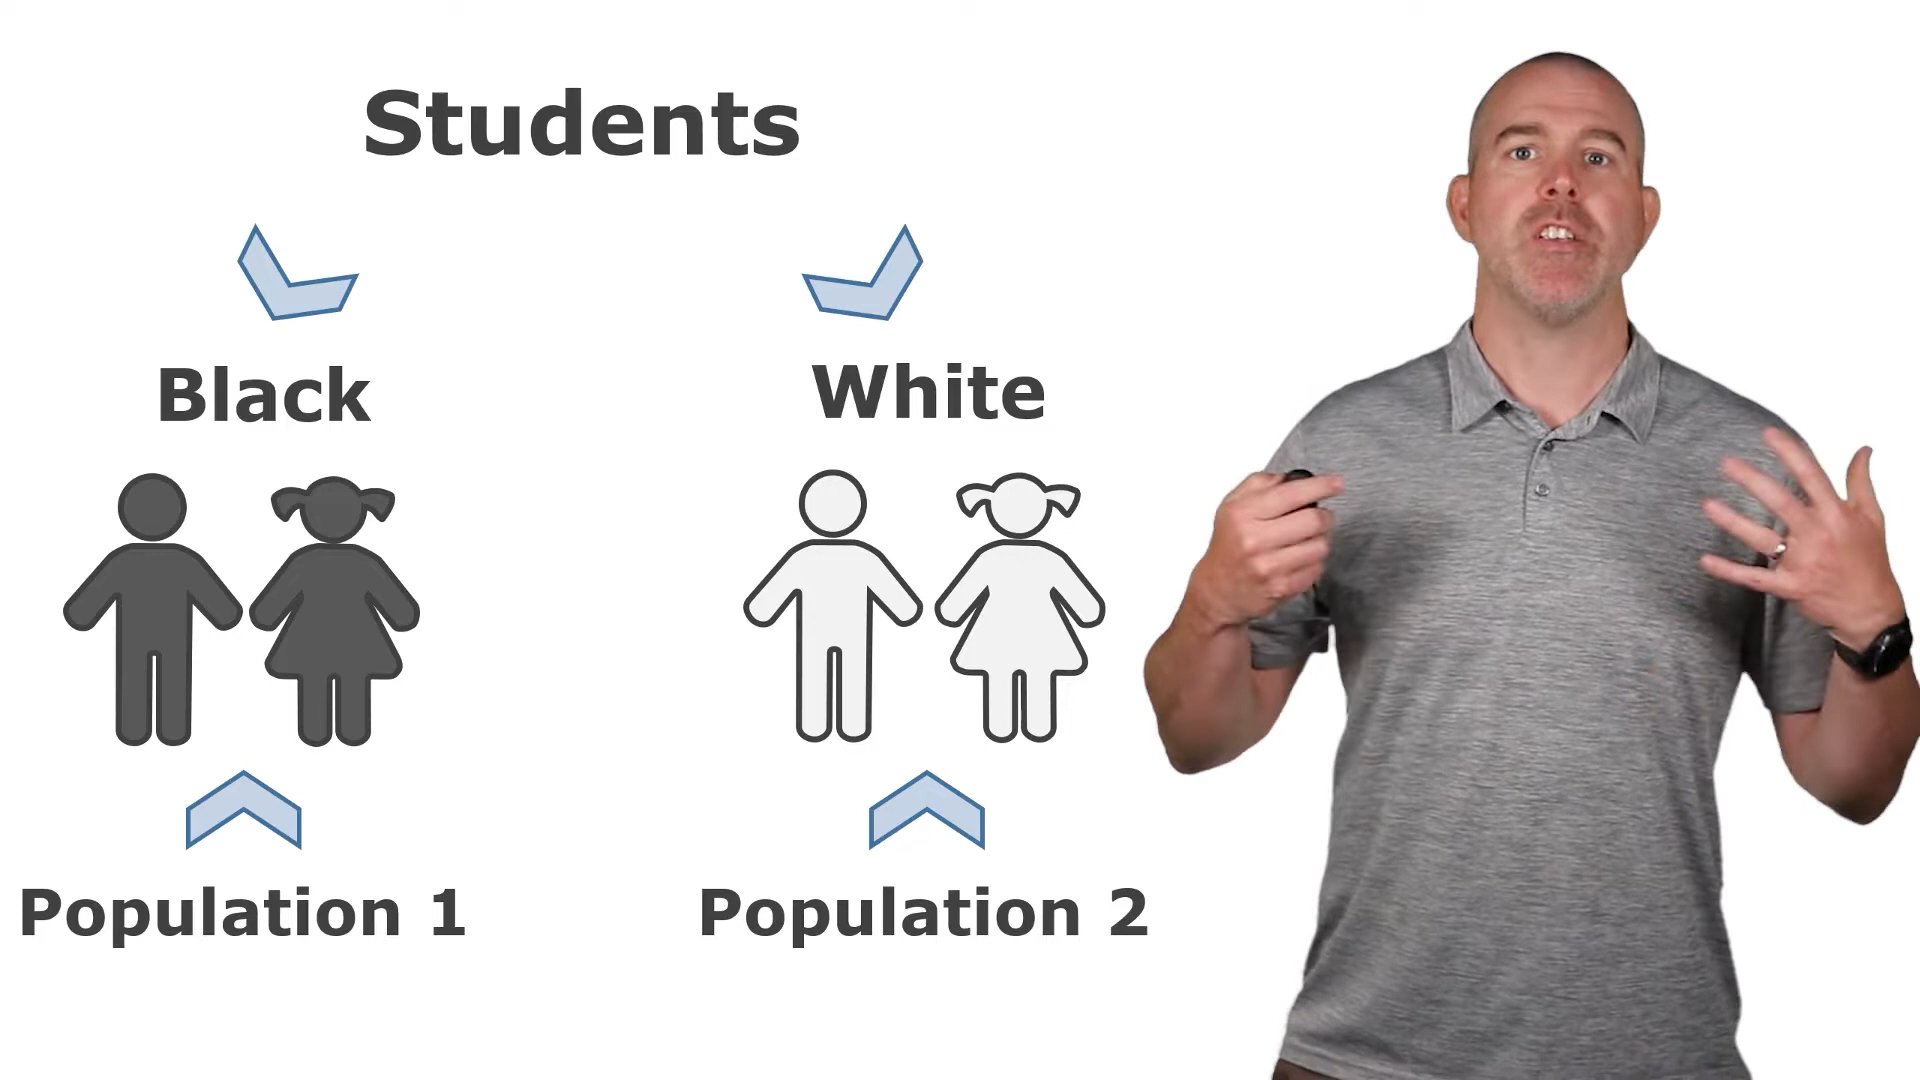 Students
Black
White
Population 1
Population 2